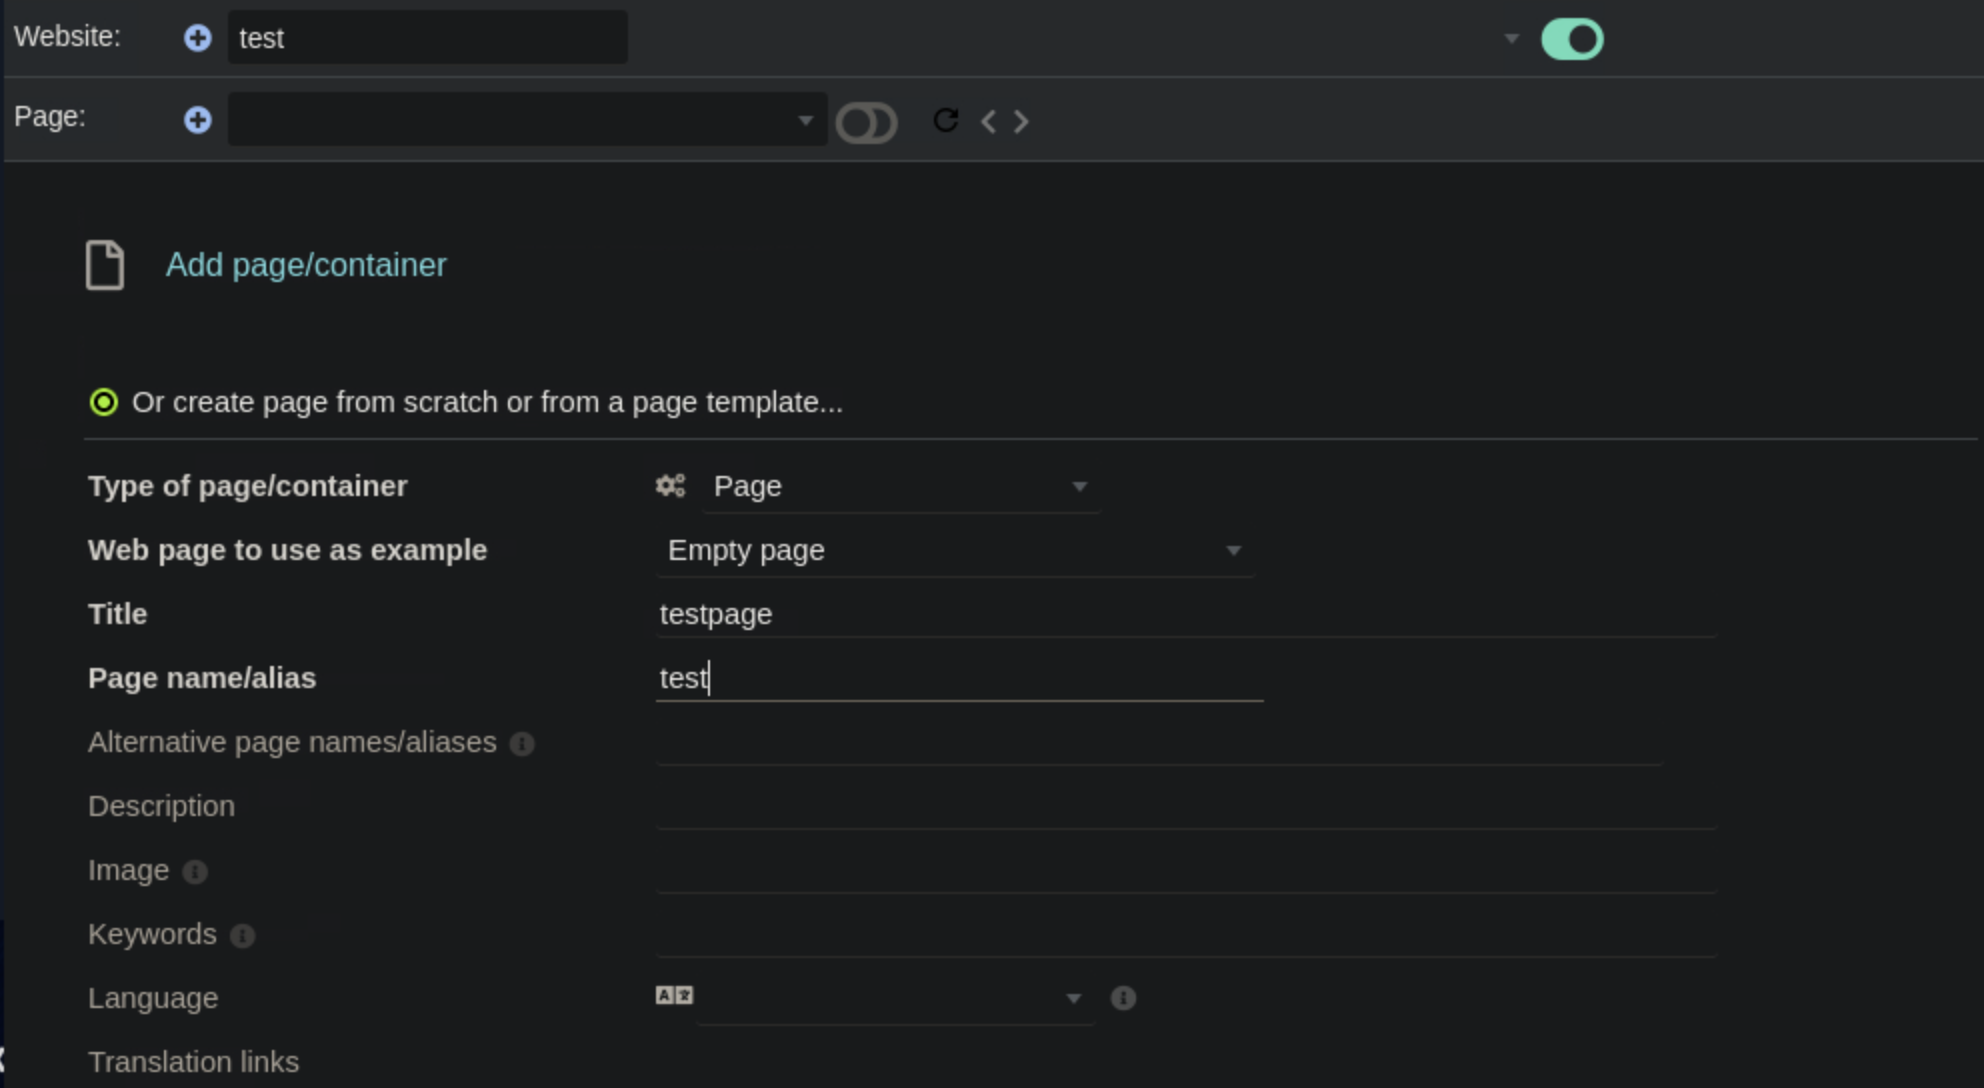 Website: test
Page:
Add page/container
Or create page from scratch or from a page template...
Type of page/container Page
Web page to use as example Empty page
Title testpage
Page name/alias test
Alternative page names/aliases
Description
Image
Keywords
Language
Translation links